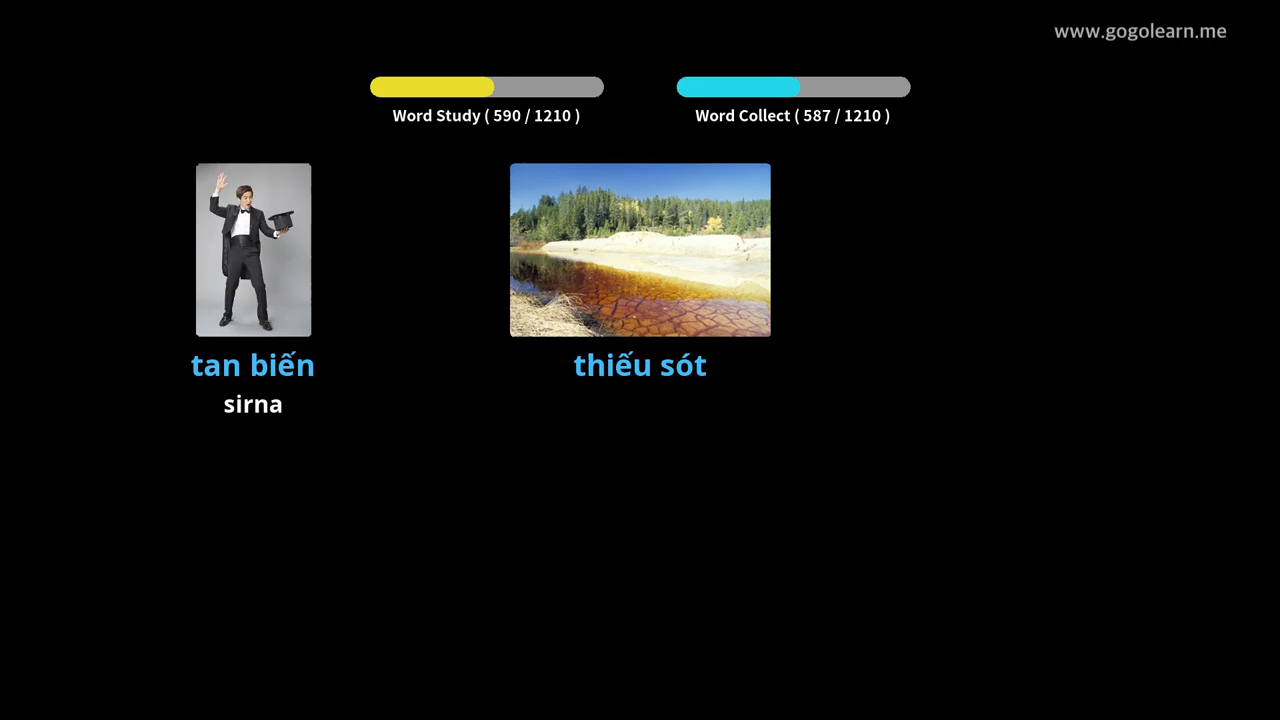 www.gogolearn.me
Word Study ( 590 / 1210 )
Word Collect ( 587 / 1210 )
tan biến
thiếu sót
sirna